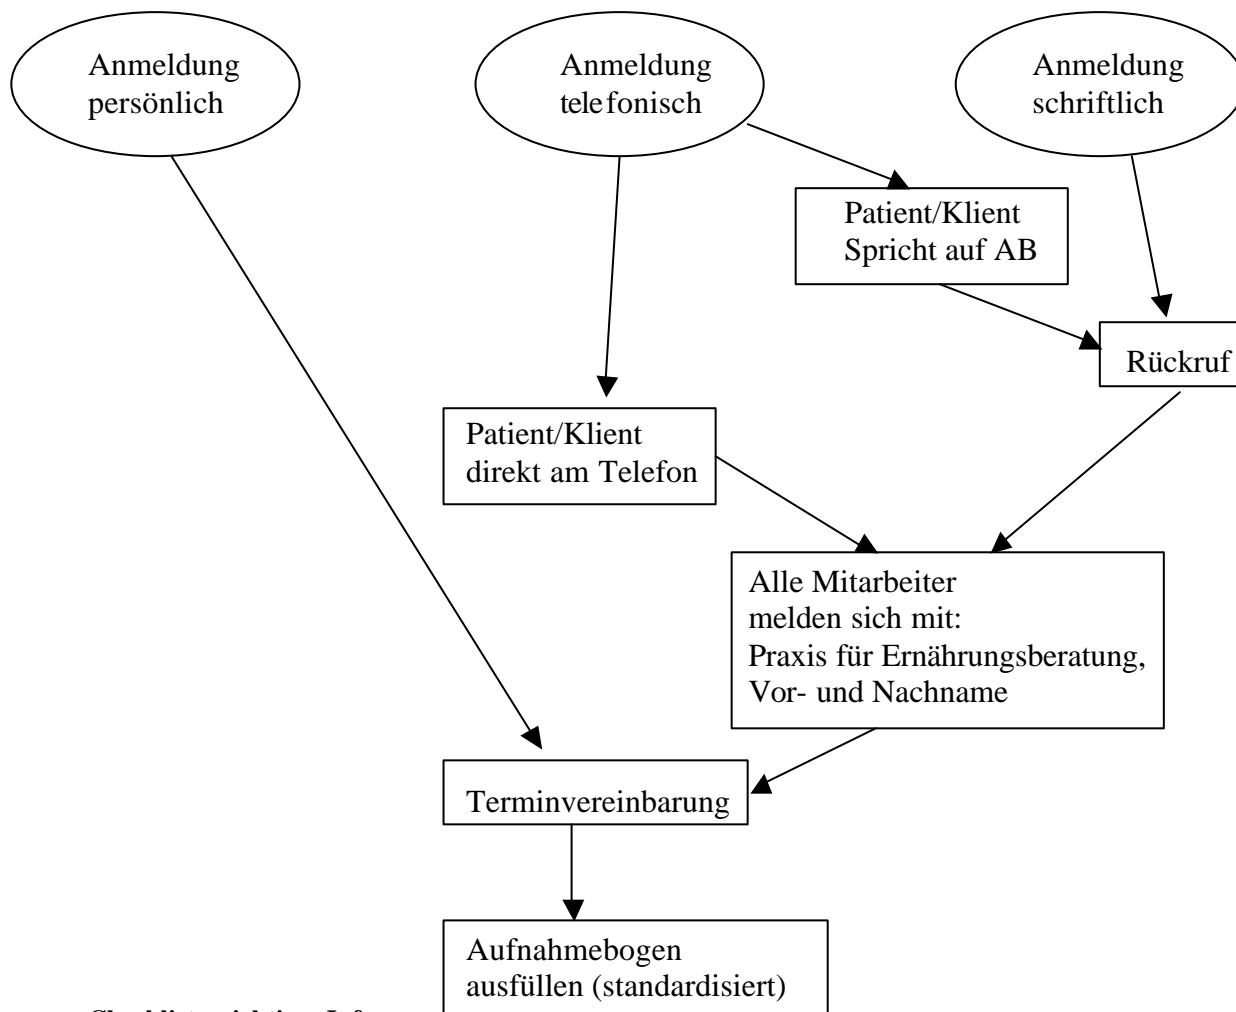 Anmeldung
persönlich
Anmeldung
telefonisch
Anmeldung
schriftlich
Patient/Klient
Spricht auf AB
Rückruf
Patient/Klient
direkt am Telefon
Alle Mitarbeiter
melden sich mit:
Praxis für Ernährungsberatung,
Vor- und Nachname
Terminvereinbarung
Aufnahmebogen
ausfüllen (standardisiert)